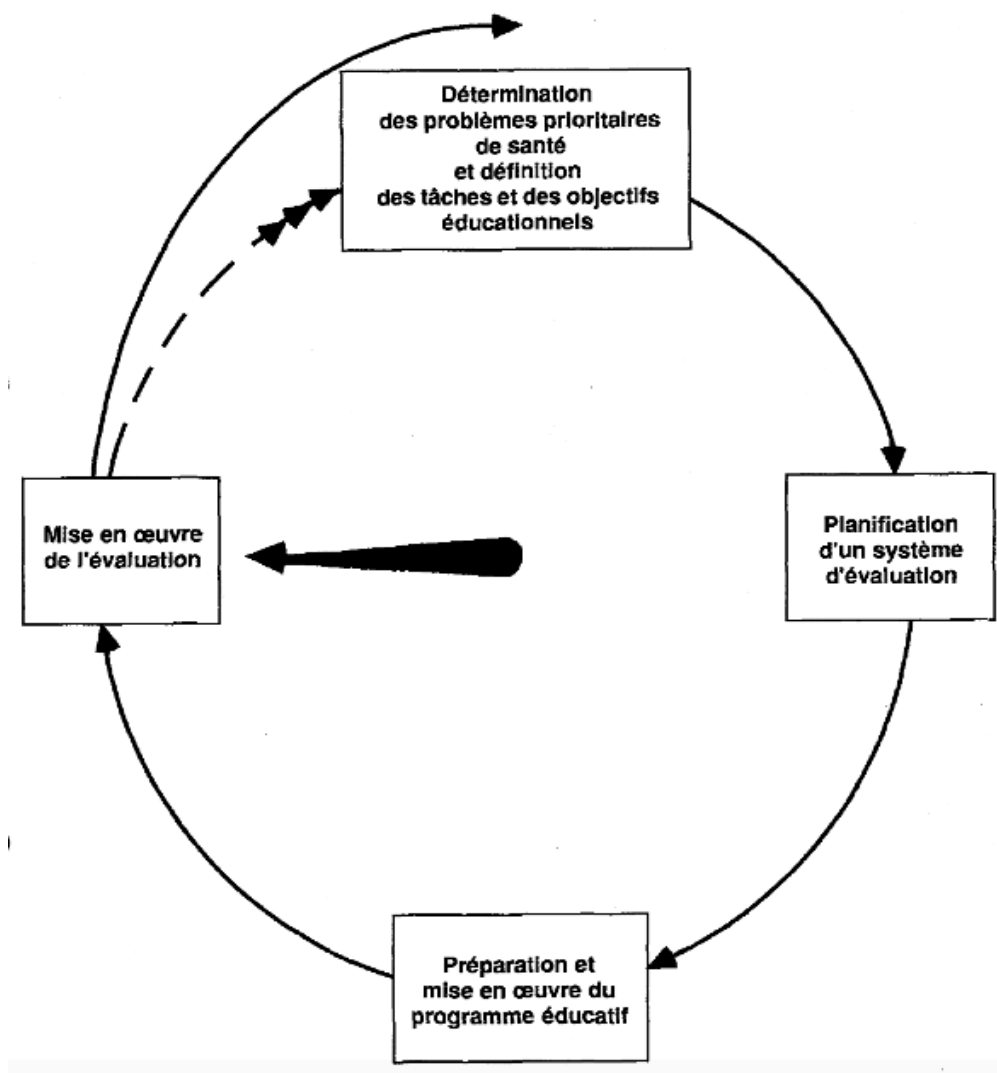 Détermination
des problèmes prioritaires
de santé
et définition
des tâches et des objectifs
éducationnels
Mise en œuvre
de l'évaluation
Planification
d'un système
d'évaluation
Préparation et
mise en œuvre du
programme éducatif